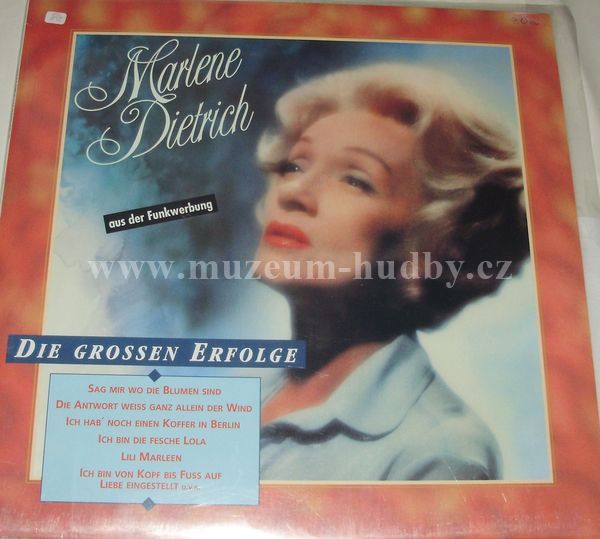 Marlene
Dietrich
aus der Funkwerbung
www.muzeum-hudby.cz
DIE GROSSEN ERFOLGE
SAG MIR WO DIE BLUMEN SIND
DIE ANTWORT WEISS GANZ ALLEIN DER WIND
ICH HAB´ NOCH EINEN KOFFER IN BERLIN
ICH BIN DIE FESCHE LOLA
LILI MARLEEN
ICH BIN VON KOPF BIS FUSS AUF
LIEBE EINGESTELLT U.V.A.